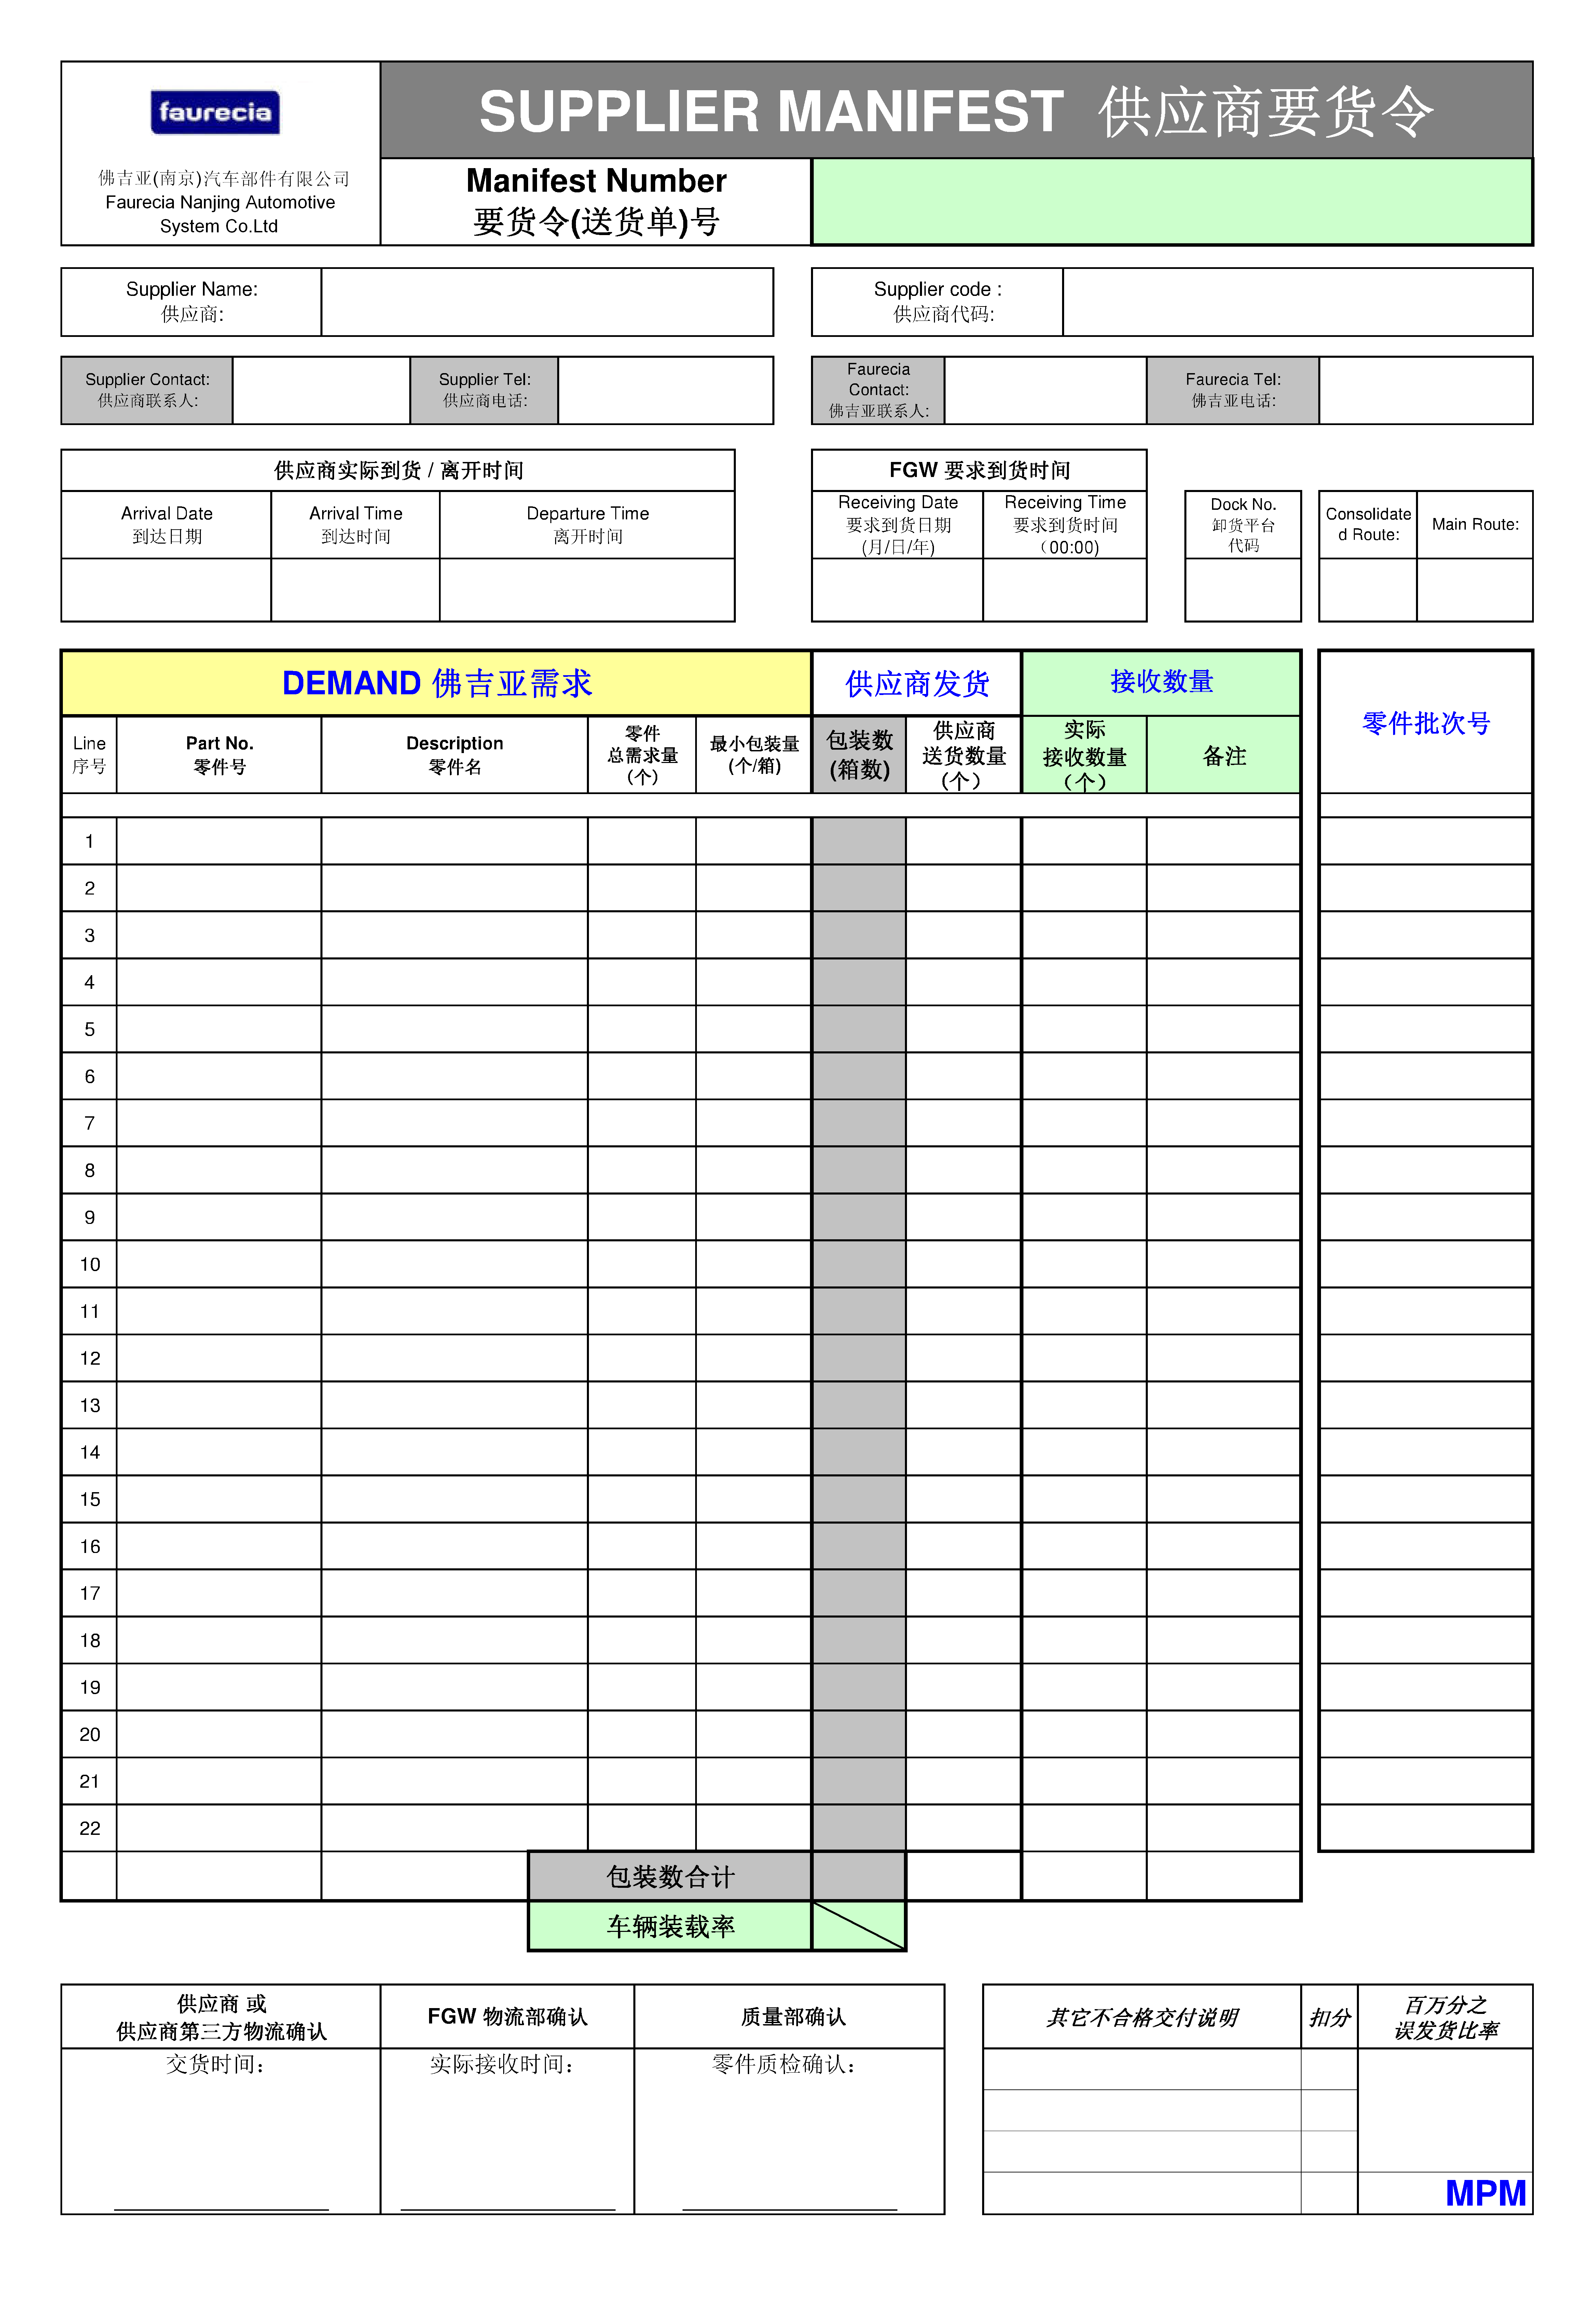 faurecia
佛吉亚(南京)汽车部件有限公司
Faurecia Nanjing Automotive
System Co.Ltd
SUPPLIER MANIFEST 供应商要货令
Manifest Number
要货令(送货单)号
Supplier Name:
供应商:
Supplier code :
供应商代码:
Supplier Contact:
供应商联系人:
Supplier Tel:
供应商电话:
Faurecia
Contact:
佛吉亚联系人:
Faurecia Tel:
佛吉亚电话:
供应商实际到货 / 离开时间
Arrival Date
到达日期
Arrival Time
到达时间
Departure Time
离开时间
FGW 要求到货时间
Receiving Date
要求到货日期
(月/日/年)
Receiving Time
要求到货时间
（00:00)
Dock No.
卸货平台
代码
Consolidate
d Route:
Main Route:
DEMAND 佛吉亚需求
供应商发货
接收数量
零件批次号
Line
序号
Part No.
零件号
Description
零件名
零件
总需求量
（个）
最小包装量
(个/箱)
包装数
(箱数)
供应商
送货数量
（个）
实际
接收数量
（个）
备注
1
2
3
4
5
6
7
8
9
10
11
12
13
14
15
16
17
18
19
20
21
22
包装数合计
车辆装载率
供应商 或
供应商第三方物流确认
FGW 物流部确认
质量部确认
交货时间：
实际接收时间：
零件质检确认：
其它不合格交付说明
扣分
百万分之
误发货比率
MPM